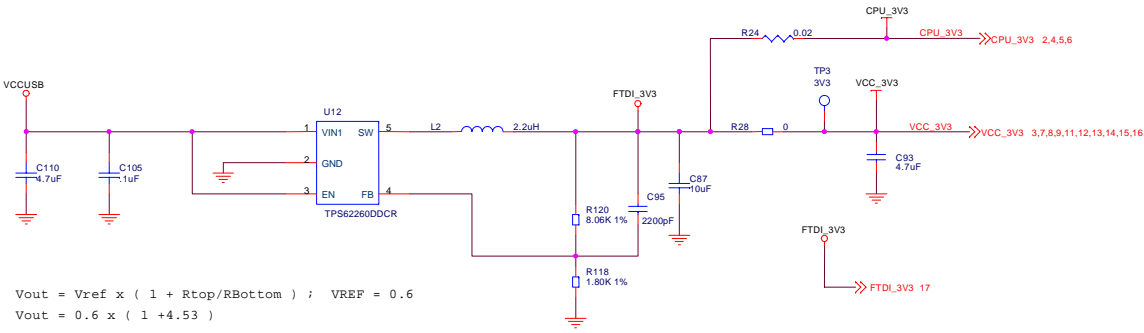 CPU_3V3
R24 0.02 CPU_3V3 CPU_3V3 2,4,5,6
TP3
3V3
VCC_3V3
VCCUSB
FTDI_3V3
U12
1 VIN1 SW 5 L2 2.2uH R28 0 VCC_3V3 VCC_3V3 3,7,8,9,11,12,13,14,15,16
2 GND
3 EN FB 4
TPS62260DDCR
C110
4.7uF
C105
.1uF
C93
4.7uF
C87
10uF
C95
2200pF
R120
8.06K 1%
R118
1.80K 1%
FTDI_3V3
FTDI_3V3 17
Vout = Vref x ( 1 + Rtop/RBottom ) ; VREF = 0.6
Vout = 0.6 x ( 1 +4.53 )